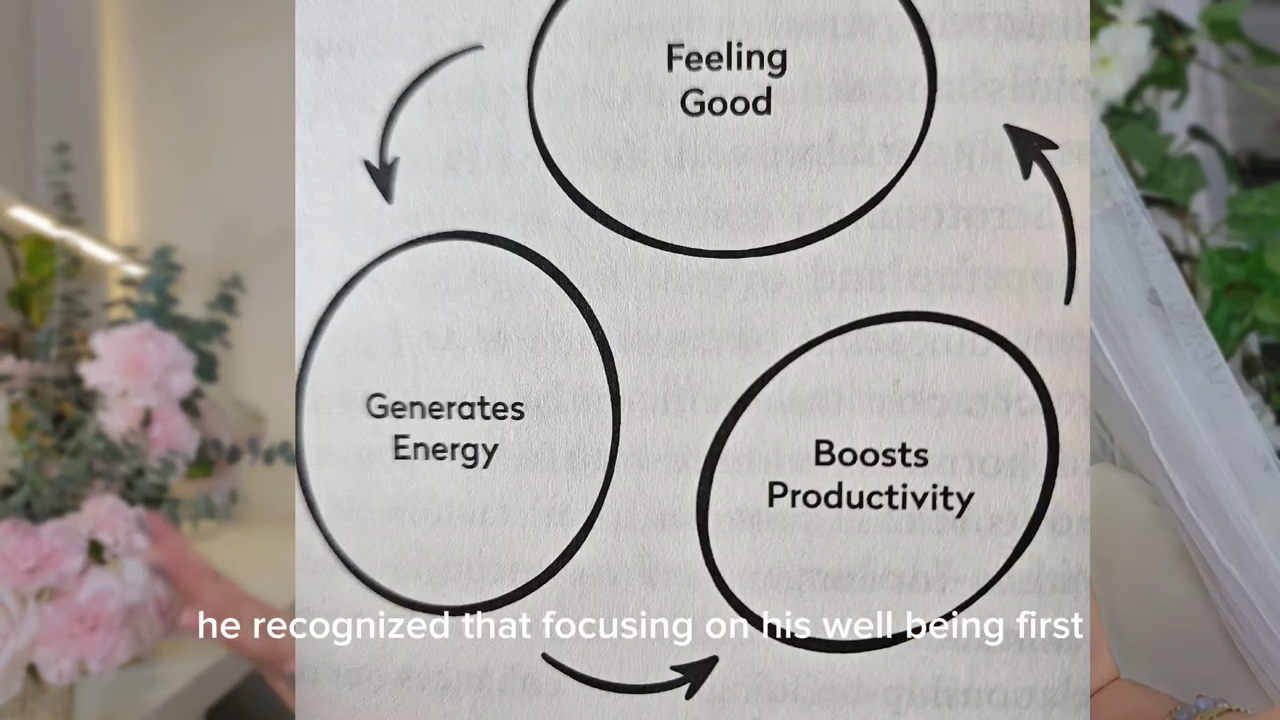 Feeling
Good
Generates
Energy
Boosts
Productivity
he recognized that focusing on his well being first